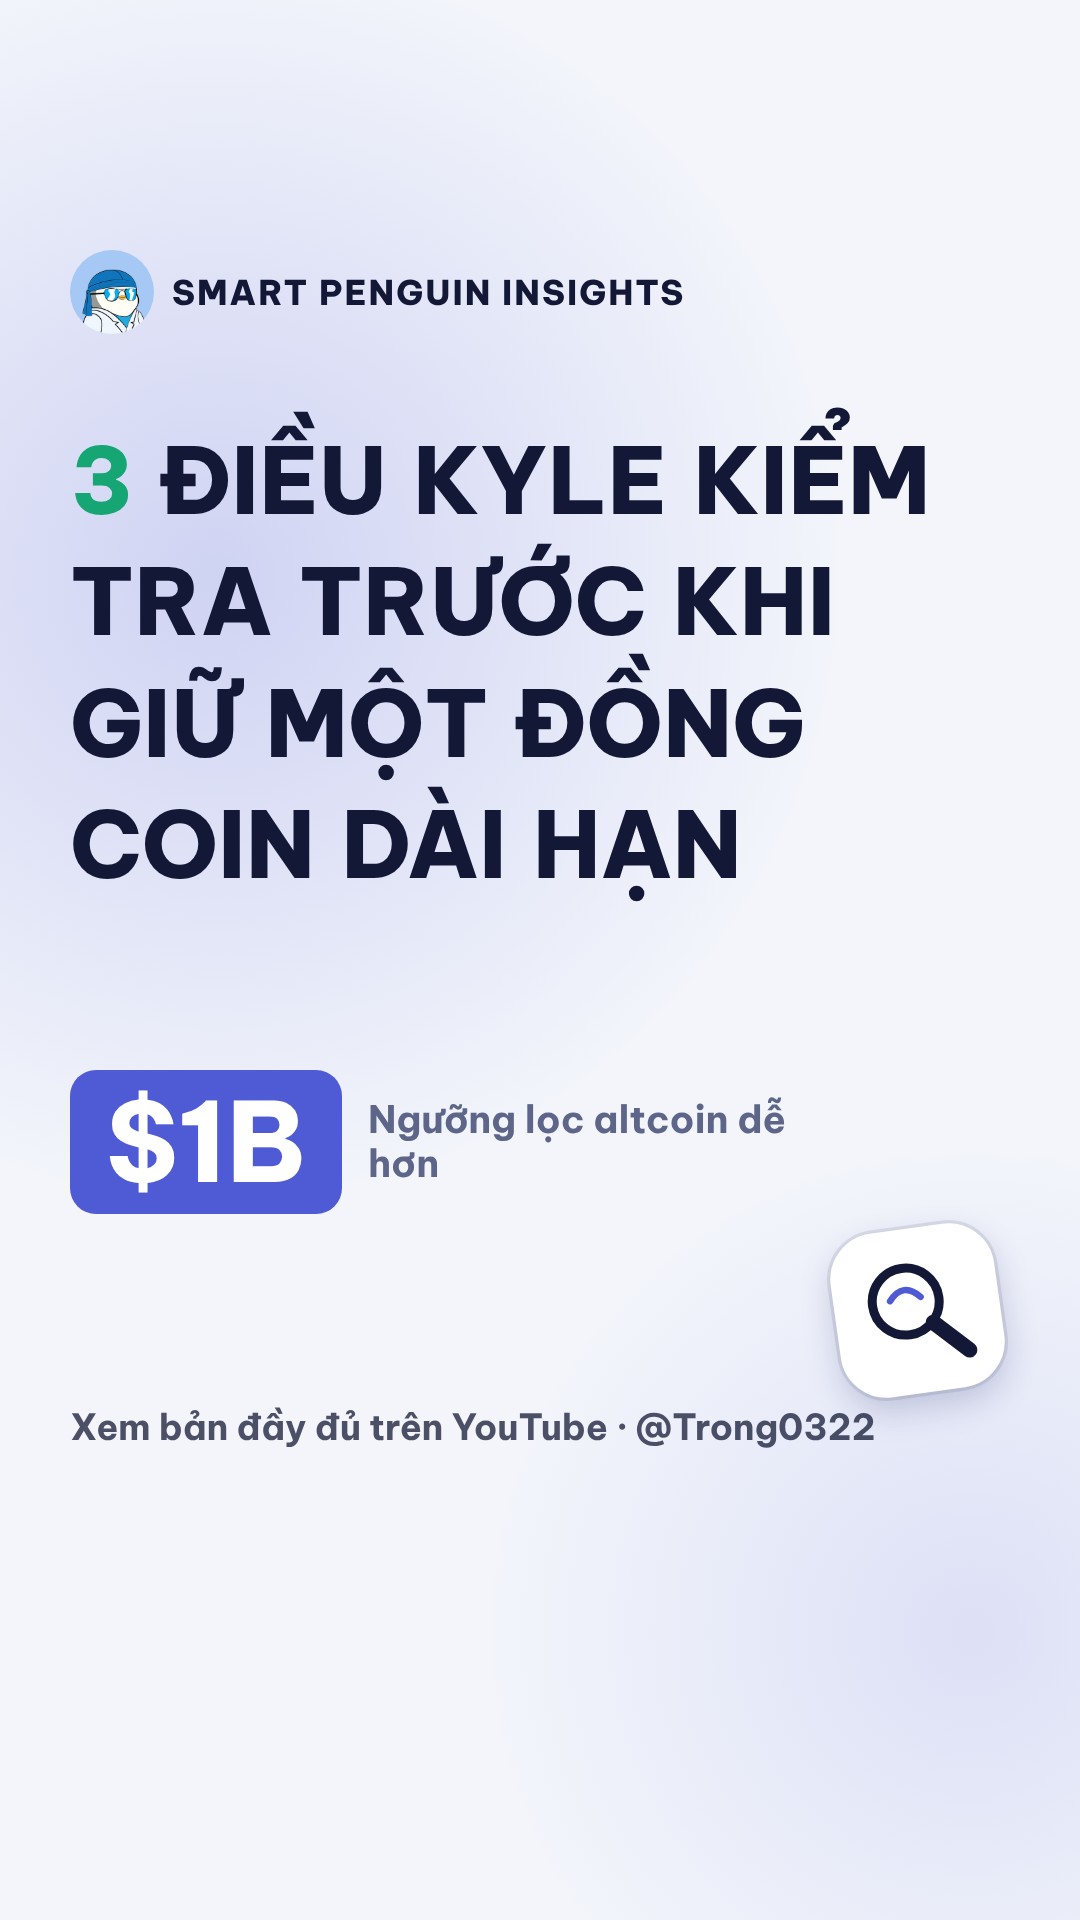 SMART PENGUIN INSIGHTS
3 ĐIỀU KYLE KIỂM
TRA TRƯỚC KHI
GIỮ MỘT ĐỒNG
COIN DÀI HẠN
$1B
Ngưỡng lọc altcoin dễ
hơn
Xem bản đầy đủ trên YouTube · @Trong0322